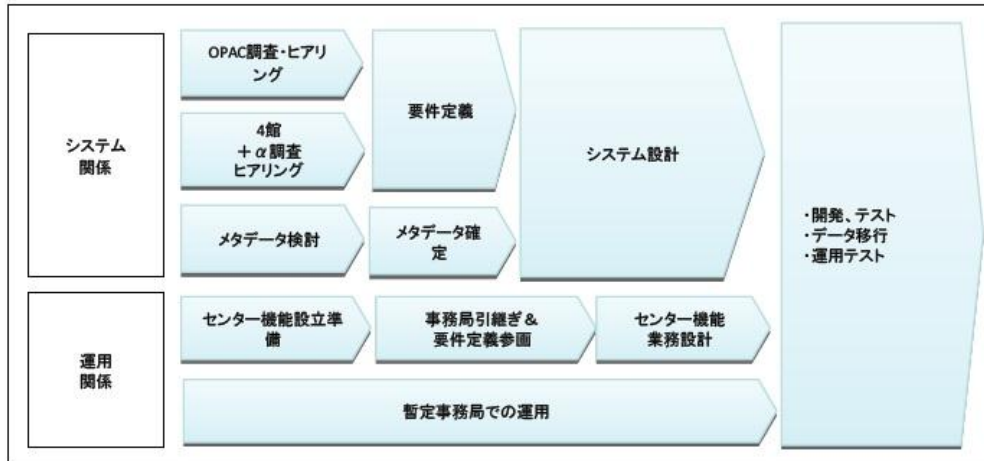 システム
関係
OPAC調査・ヒアリ
ング
4館
＋α調査
ヒアリング
メタデータ検討
要件定義
メタデータ確
定
システム設計
・開発、テスト
・データ移行
・運用テスト
運用
関係
センター機能設立準
備
事務局引継ぎ＆
要件定義参画
センター機能
業務設計
暫定事務局での運用